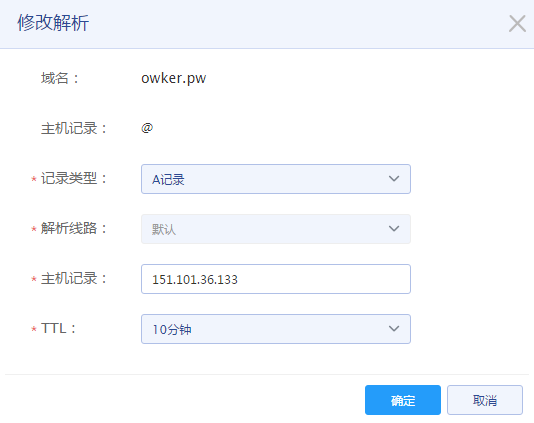 修改解析
域名： owker.pw
主机记录： @
* 记录类型： A记录
* 解析线路： 默认
* 主机记录： 151.101.36.133
* TTL： 10分钟
确定 取消